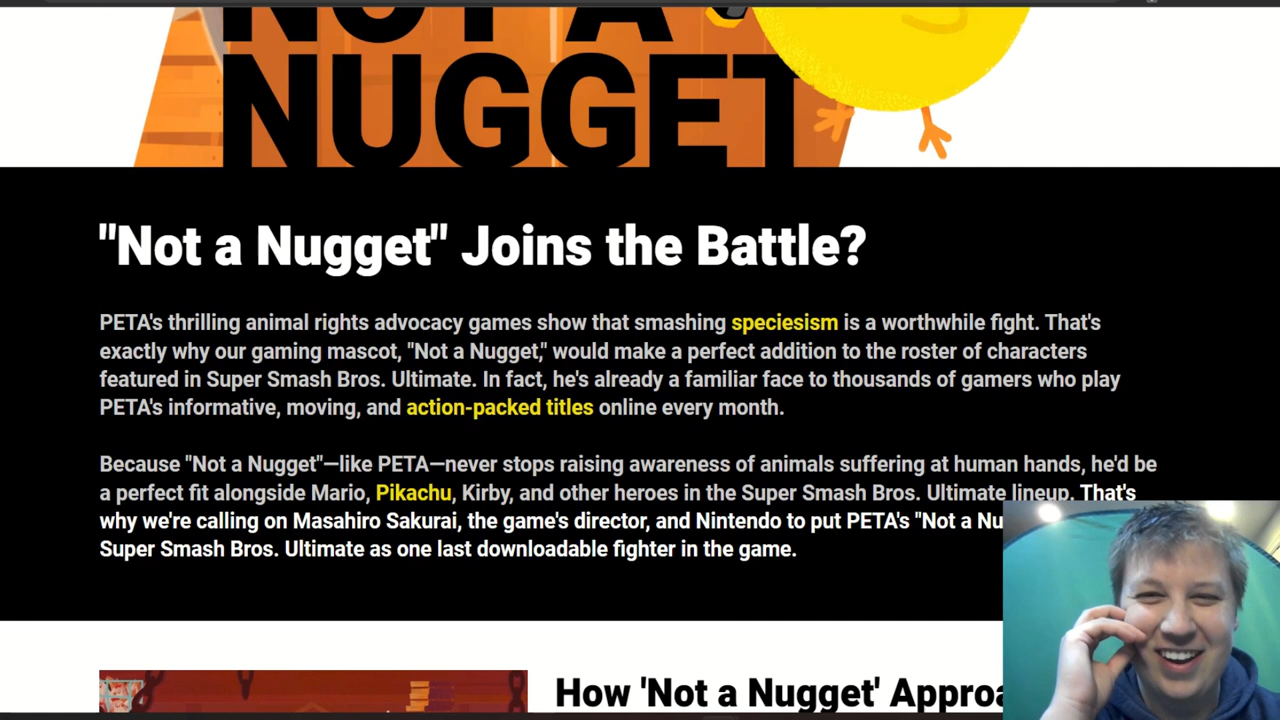 NOT A
NUGGET
"Not a Nugget" Joins the Battle?
PETA's thrilling animal rights advocacy games show that smashing speciesism is a worthwhile fight. That's
exactly why our gaming mascot, "Not a Nugget," would make a perfect addition to the roster of characters
featured in Super Smash Bros. Ultimate. In fact, he's already a familiar face to thousands of gamers who play
PETA's informative, moving, and action-packed titles online every month.
Because "Not a Nugget"—like PETA—never stops raising awareness of animals suffering at human hands, he'd be
a perfect fit alongside Mario, Pikachu, Kirby, and other heroes in the Super Smash Bros. Ultimate lineup. That's
why we're calling on Masahiro Sakurai, the game's director, and Nintendo to put PETA's "Not a Nu
Super Smash Bros. Ultimate as one last downloadable fighter in the game.
How 'Not a Nugget' Approa